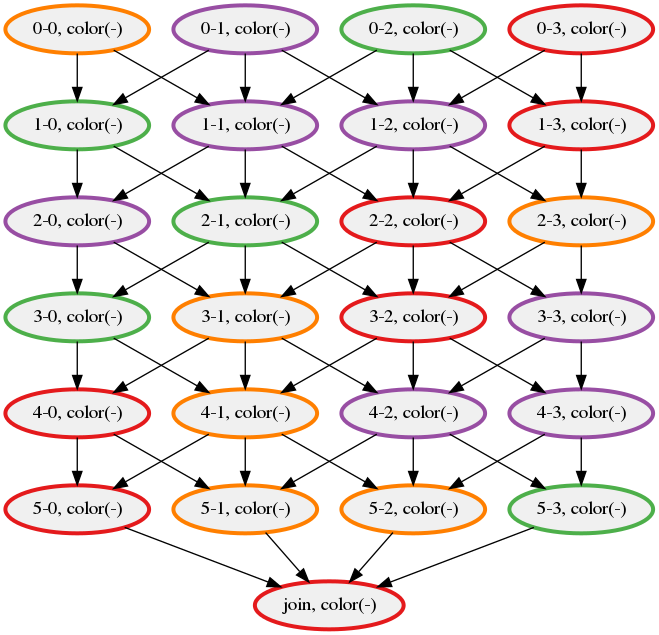 0-0, color(-)
0-1, color(-)
0-2, color(-)
0-3, color(-)
1-0, color(-)
1-1, color(-)
1-2, color(-)
1-3, color(-)
2-0, color(-)
2-1, color(-)
2-2, color(-)
2-3, color(-)
3-0, color(-)
3-1, color(-)
3-2, color(-)
3-3, color(-)
4-0, color(-)
4-1, color(-)
4-2, color(-)
4-3, color(-)
5-0, color(-)
5-1, color(-)
5-2, color(-)
5-3, color(-)
join, color(-)